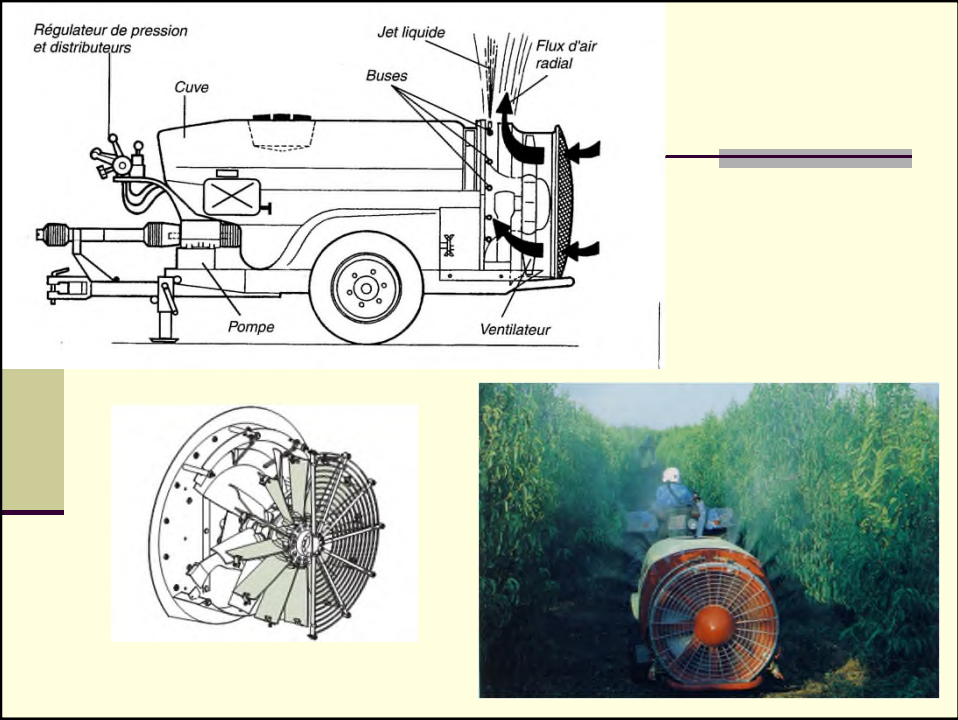 Régulateur de pression
et distributeurs
Jet liquide
Flux d'air
radial
Buses
Cuve
Pompe
Ventilateur